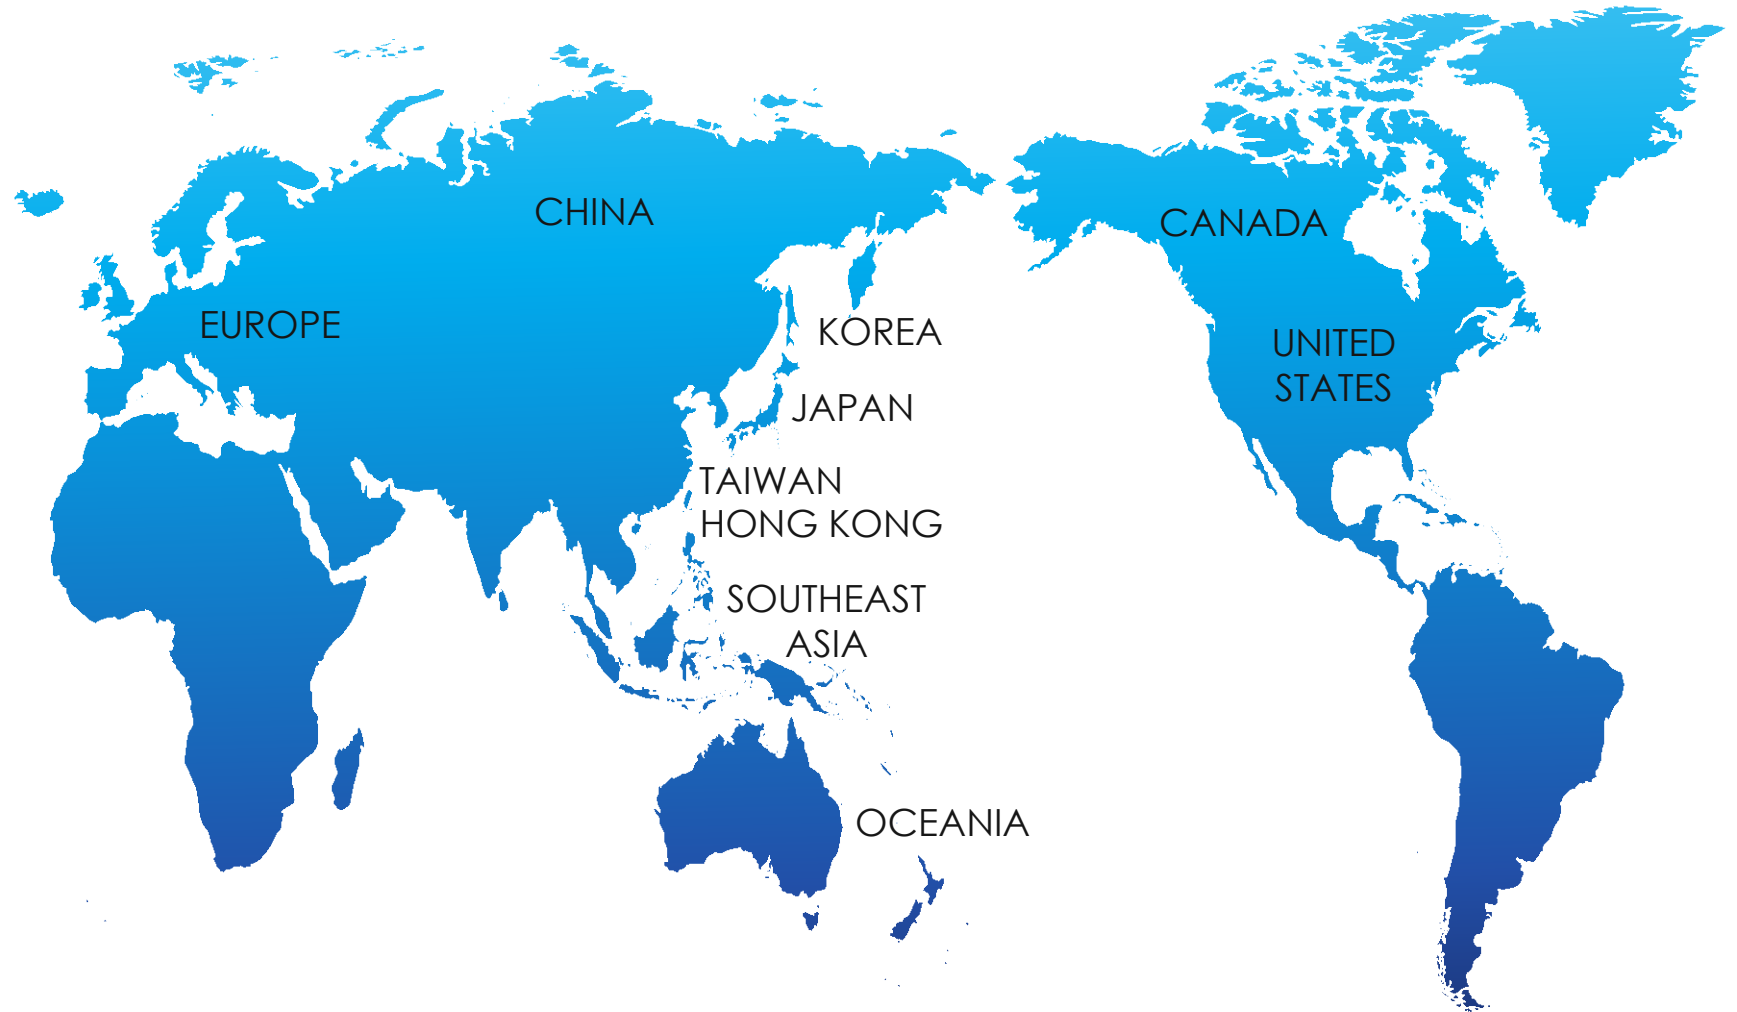 CHINA
CANADA
EUROPE
KOREA
UNITED
STATES
JAPAN
TAIWAN
HONG KONG
SOUTHEAST
ASIA
OCEANIA